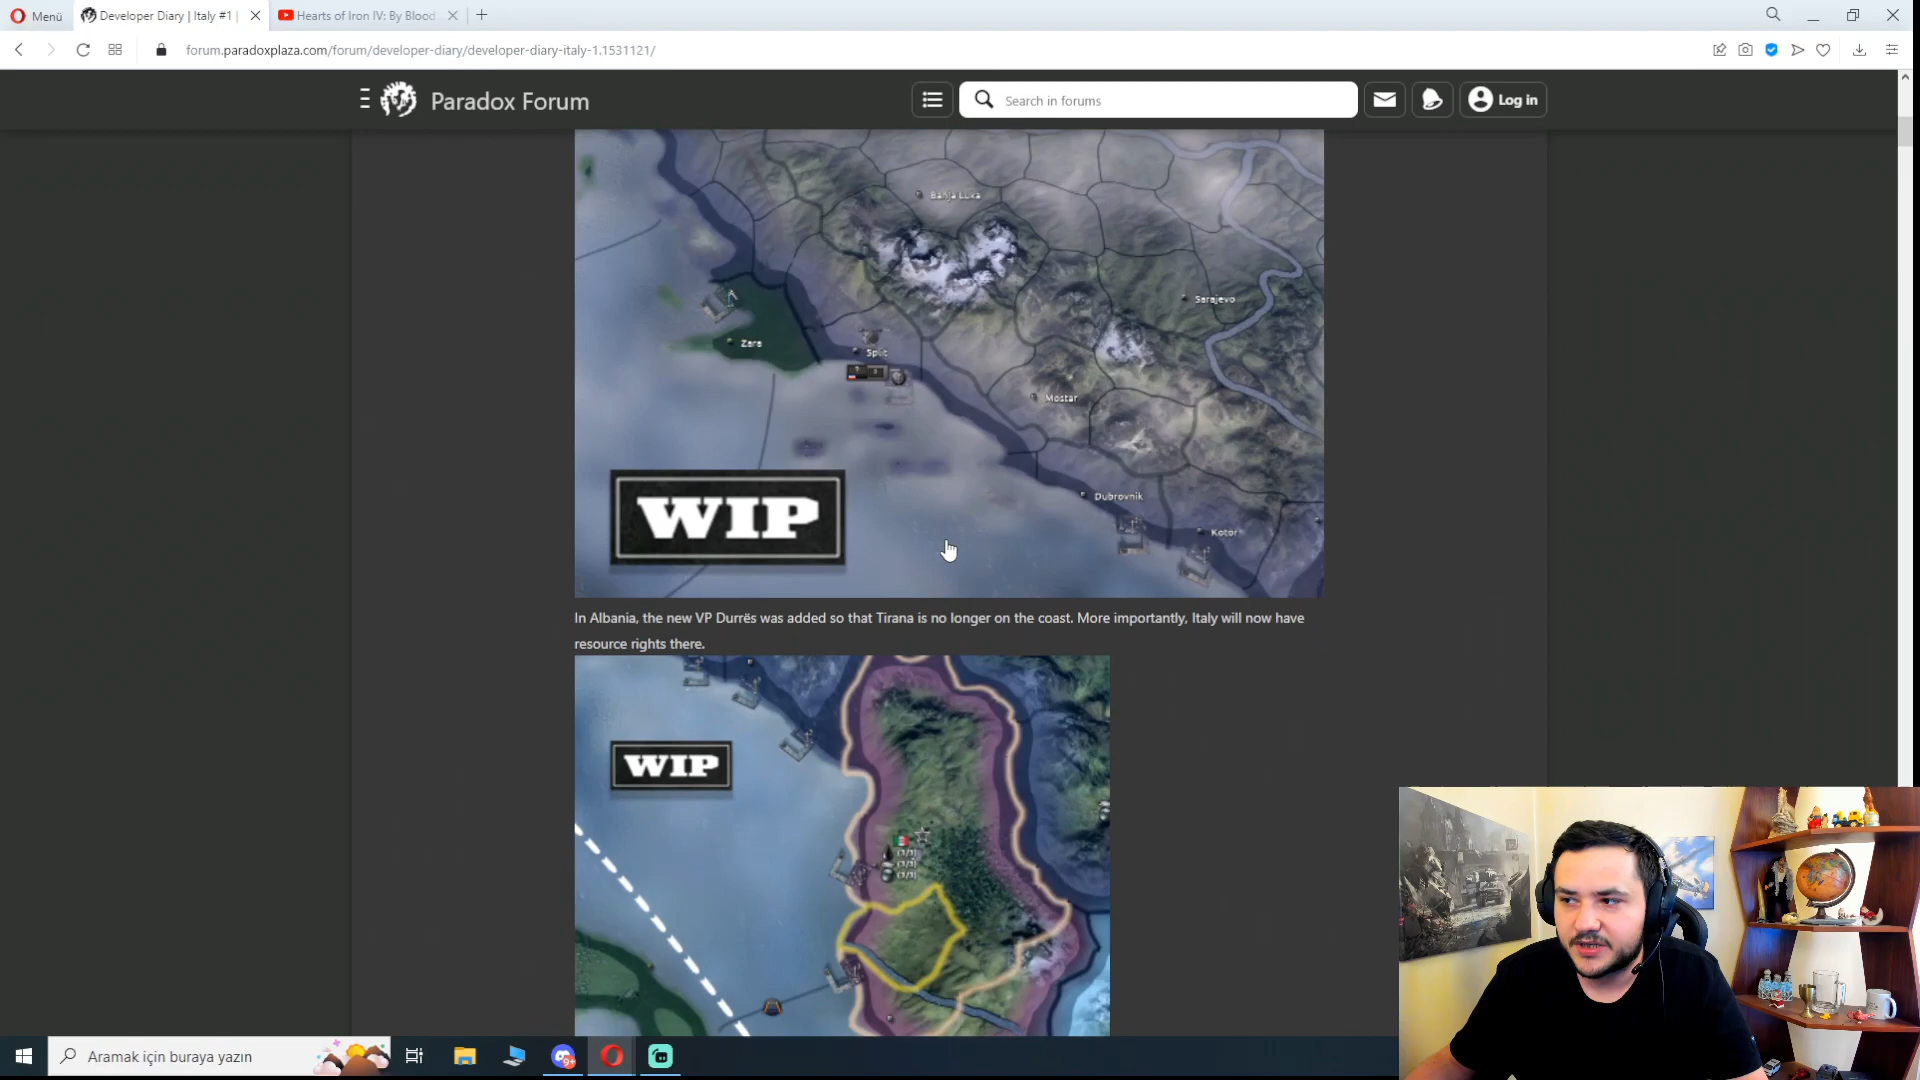 Menü
Developer Diary | Italy #1 |
Hearts of Iron IV: By Blood
forum.paradoxplaza.com/forum/developer-diary/developer-diary-italy-1.1531121/
Paradox Forum
Search in forums
Log in
Banja Luka
Sarajevo
Zara
Split
Mostar
Dubrovnik
Kotor
WIP
In Albania, the new VP Durrës was added so that Tirana is no longer on the coast. More importantly, Italy will now have
resource rights there.
WIP
Aramak için buraya yazın
9+